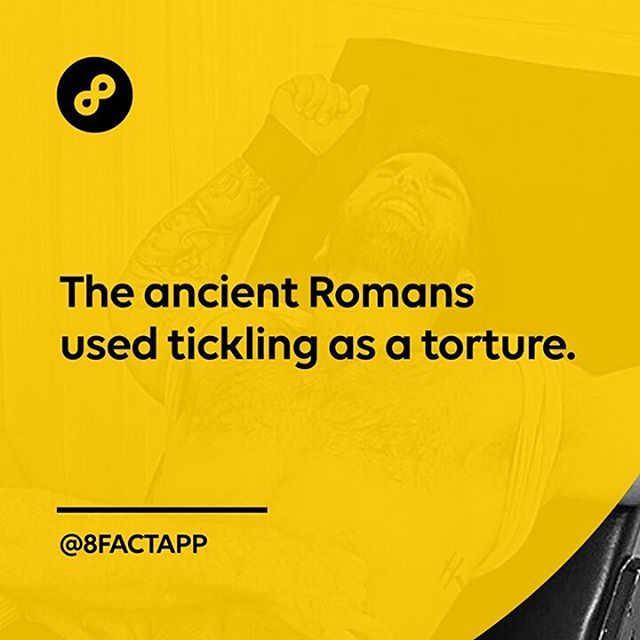 The ancient Romans
used tickling as a torture.
@8FACTAPP